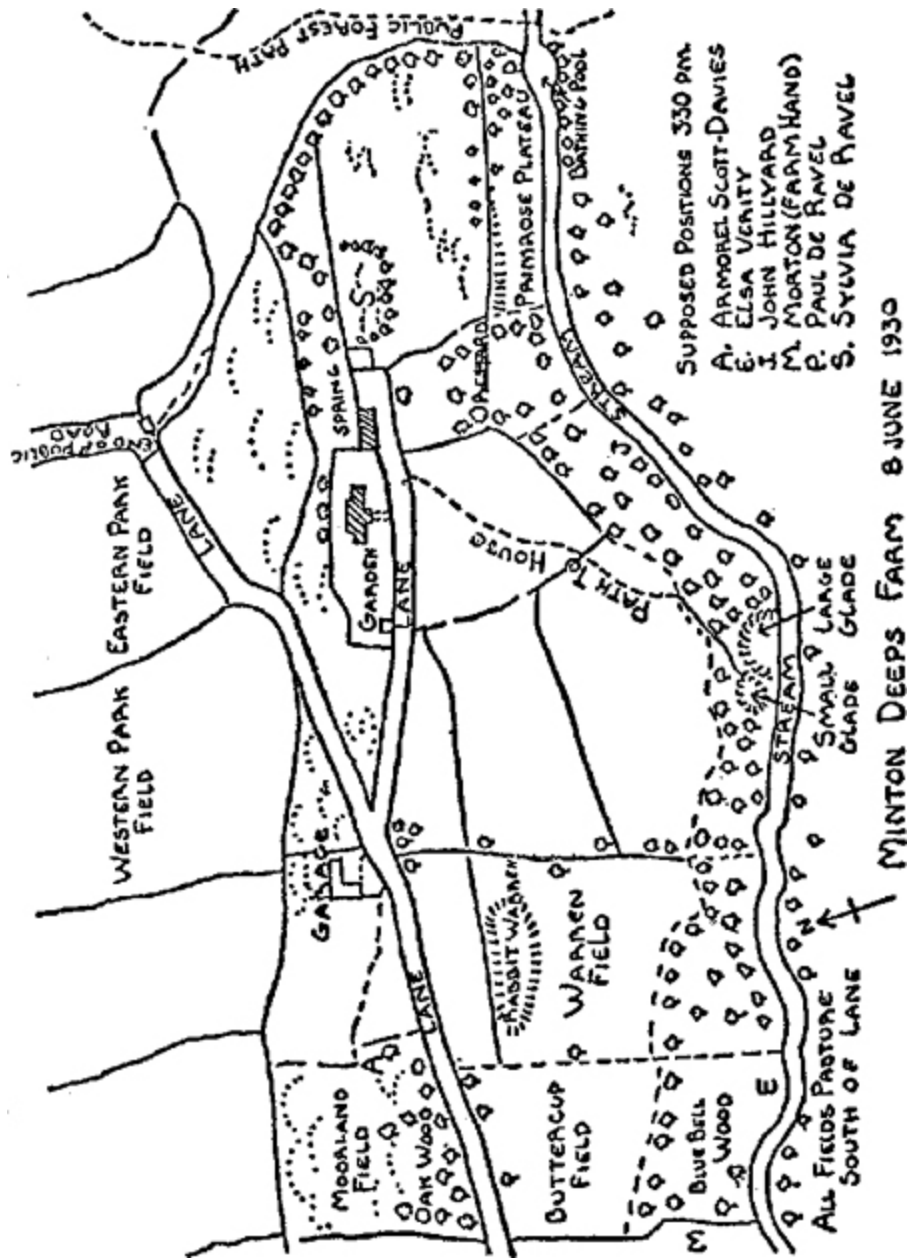 END OF PUBLIC
ROAD
PUBLIC FOREST PATH
WESTERN PARK
FIELD
EASTERN PARK
FIELD
LANE
GARAGE
SPRING
GARDEN
LANE
MOORLAND
FIELD
A
OAK WOOD
LANE
ORCHARD
PRIMROSE PLATEAU
BATHING POOL
HOUSE
PATH TO
RABBIT WARREN
WARREN
FIELD
BUTTERCUP
FIELD
BLUE BELL
WOOD
M
E
S
P
STREAM
STREAM
SMALL
GLADE
LARGE
GLADE
N
ALL FIELDS PASTURE
SOUTH OF LANE
SUPPOSED POSITIONS 3.30 P.M.
A. ARMOREL SCOTT-DAVIES
E. ELSA VERITY
J. JOHN HILLYARD
M. MORTON (FARM HAND)
P. PAUL DE RAVEL
S. SYLVIA DE RAVEL
MINTON DEEPS FARM 8 JUNE 1930